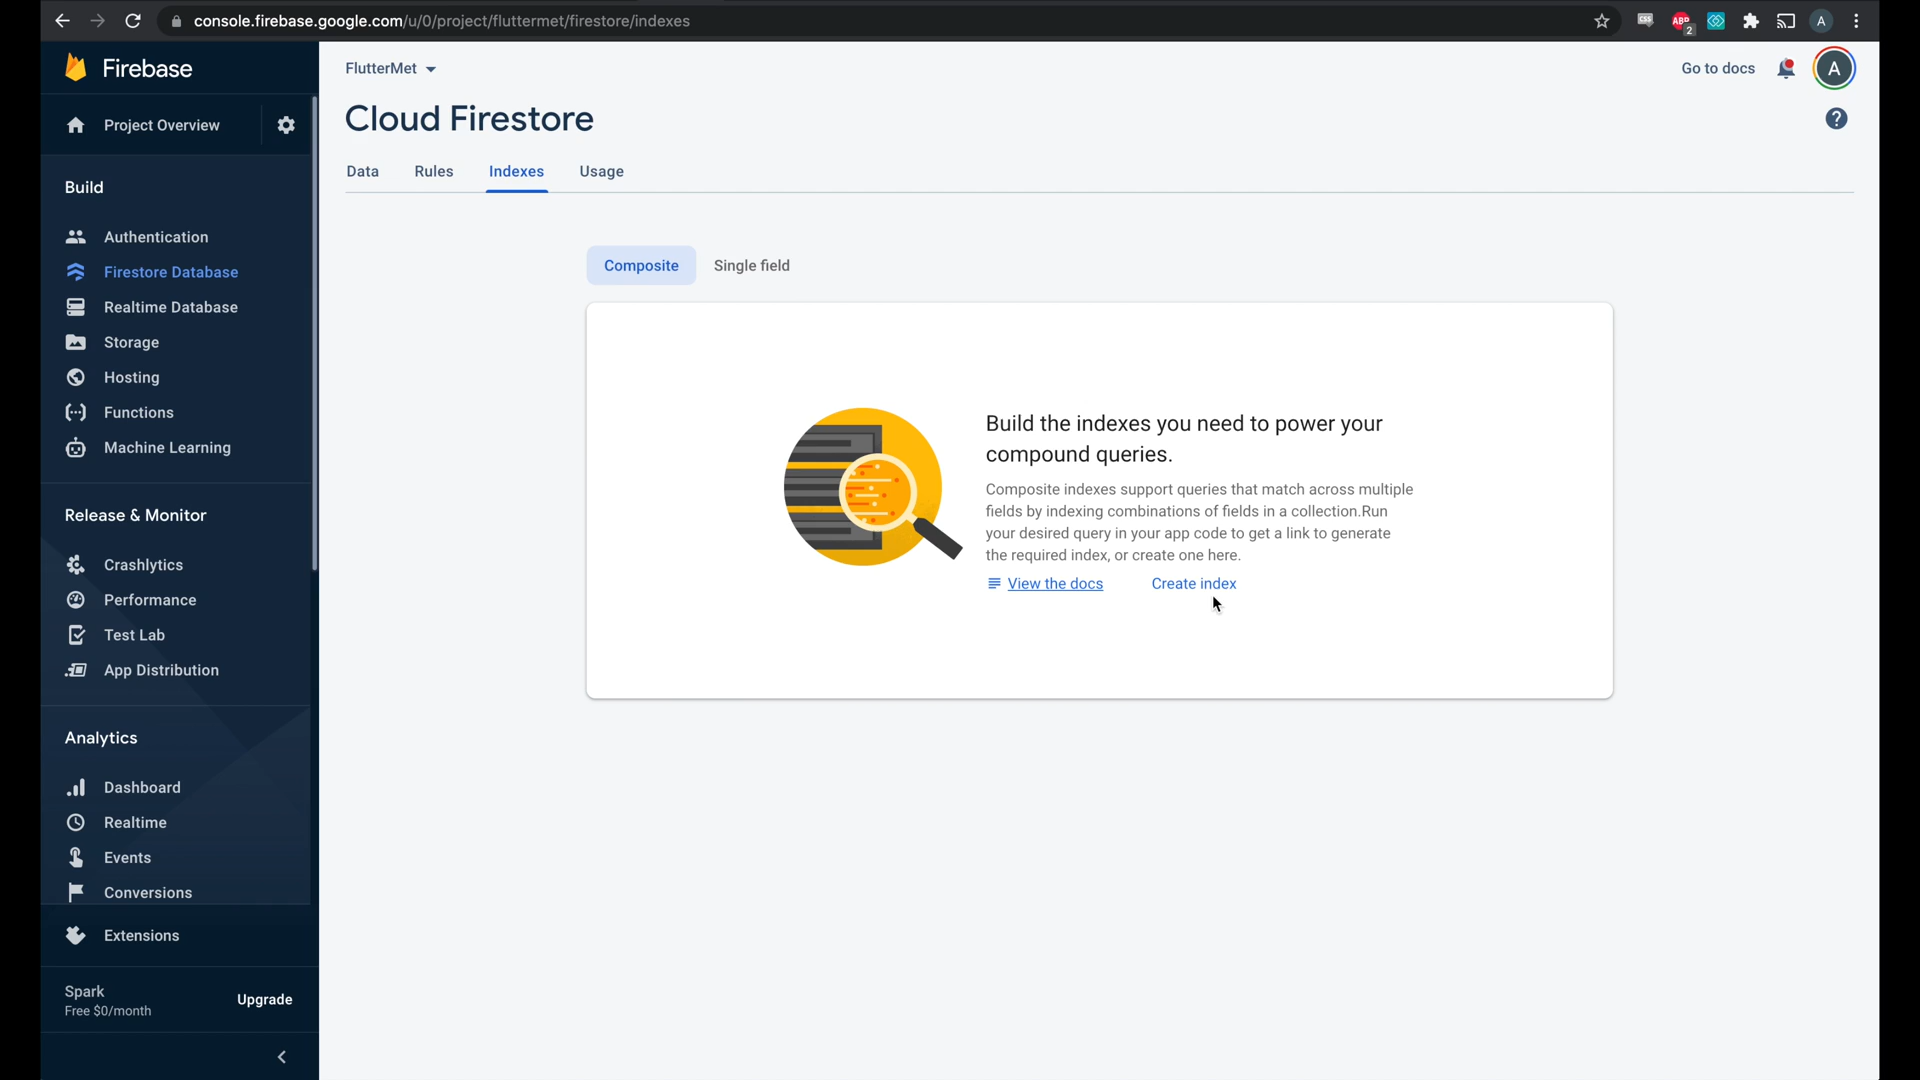 console.firebase.google.com/u/0/project/fluttermet/firestore/indexes
CSS
ABP
2
A
Firebase
FlutterMet
Go to docs
A
Project Overview
Cloud Firestore
?
Data
Rules
Indexes
Usage
Build
Authentication
Firestore Database
Realtime Database
Storage
Hosting
Functions
Machine Learning
Composite
Single field
Build the indexes you need to power your
compound queries.
Composite indexes support queries that match across multiple
fields by indexing combinations of fields in a collection.Run
your desired query in your app code to get a link to generate
the required index, or create one here.
View the docs
Create index
Release & Monitor
Crashlytics
Performance
Test Lab
App Distribution
Analytics
Dashboard
Realtime
Events
Conversions
Extensions
Spark
Free $0/month
Upgrade